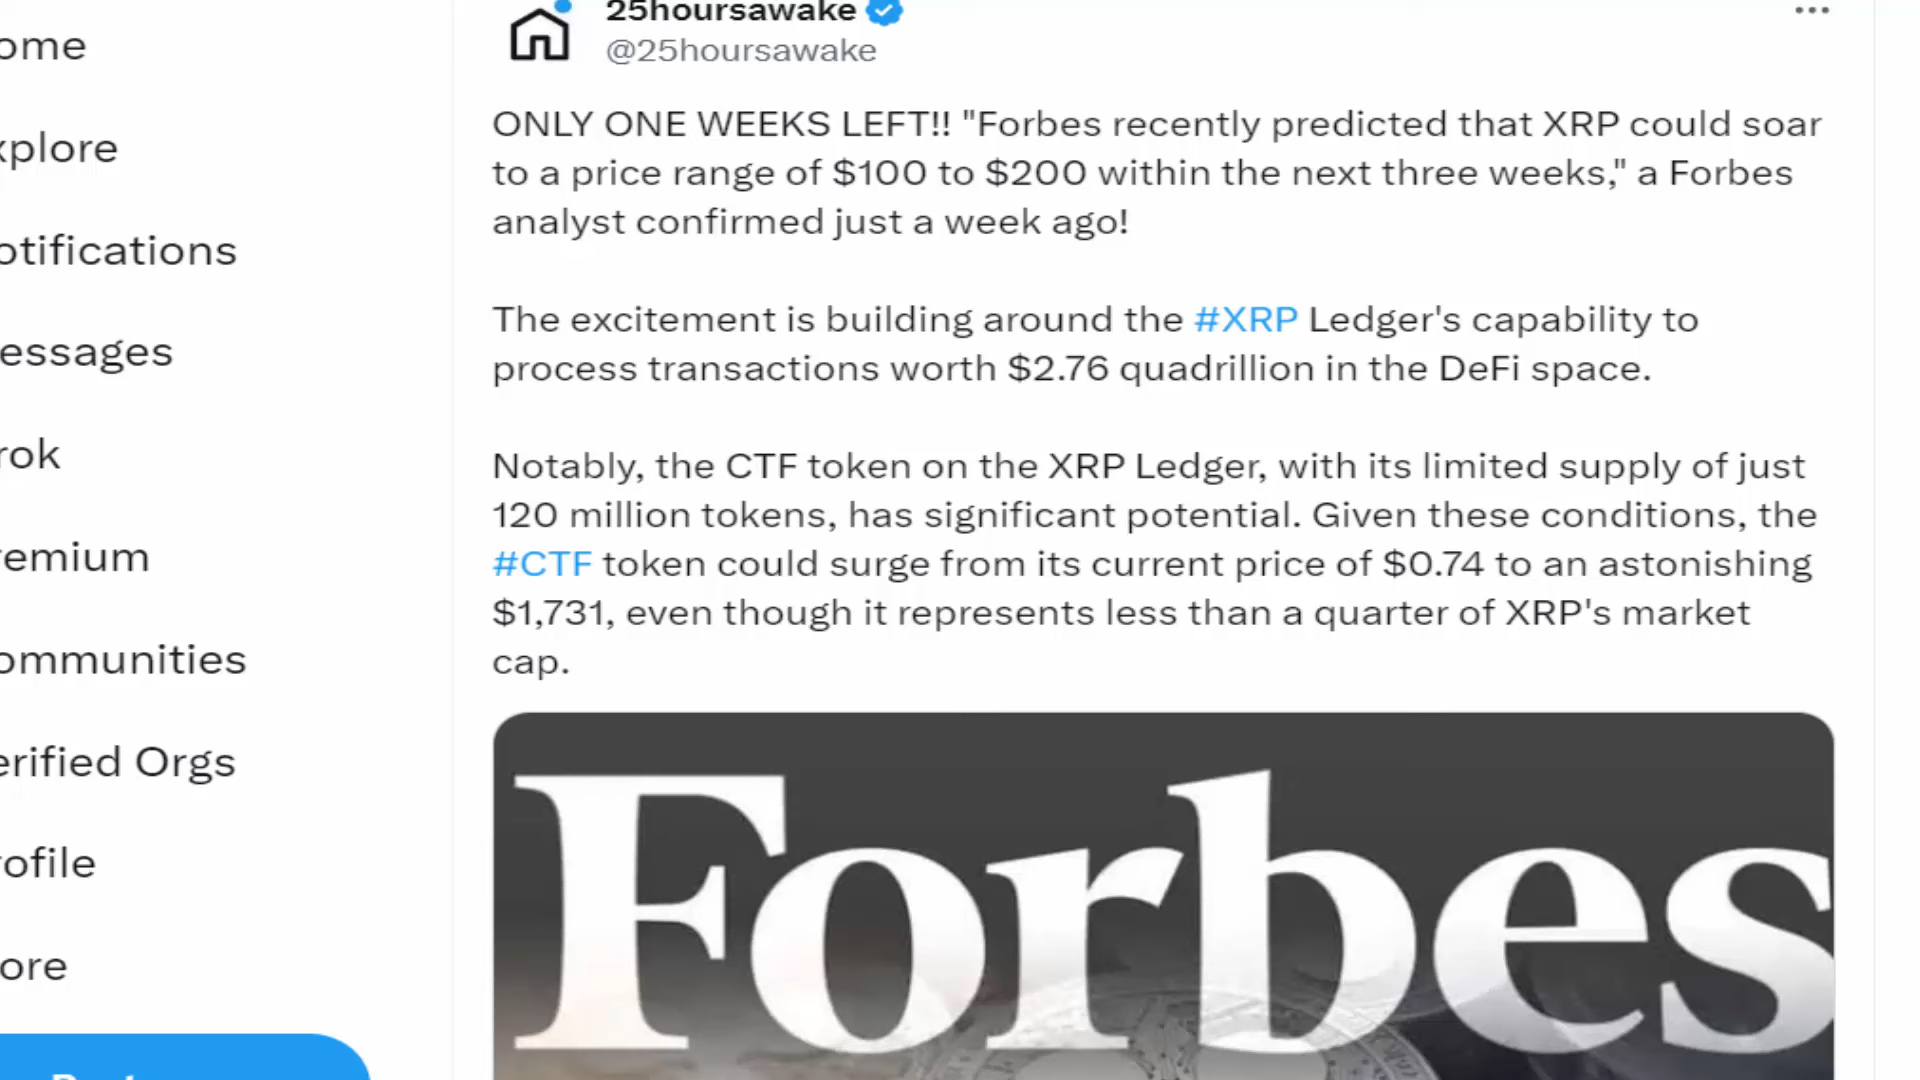 25hoursawake
@25hoursawake
ONLY ONE WEEKS LEFT!! "Forbes recently predicted that XRP could soar
to a price range of $100 to $200 within the next three weeks," a Forbes
analyst confirmed just a week ago!
The excitement is building around the #XRP Ledger's capability to
process transactions worth $2.76 quadrillion in the DeFi space.
Notably, the CTF token on the XRP Ledger, with its limited supply of just
120 million tokens, has significant potential. Given these conditions, the
#CTF token could surge from its current price of $0.74 to an astonishing
$1,731, even though it represents less than a quarter of XRP's market
cap.
Forbes
ome
xplore
otifications
essages
rok
remium
ommunities
erified Orgs
rofile
ore